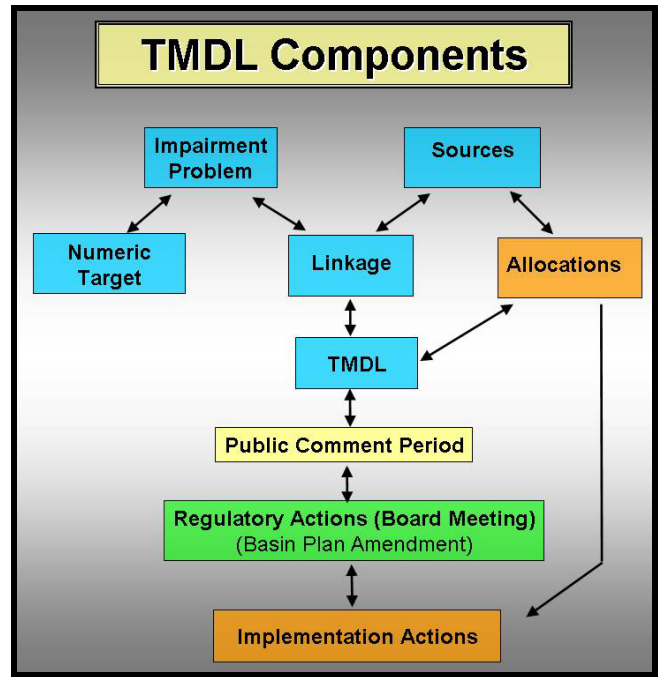 TMDL Components
Impairment
Problem
Sources
Numeric
Target
Linkage
Allocations
TMDL
Public Comment Period
Regulatory Actions (Board Meeting)
(Basin Plan Amendment)
Implementation Actions